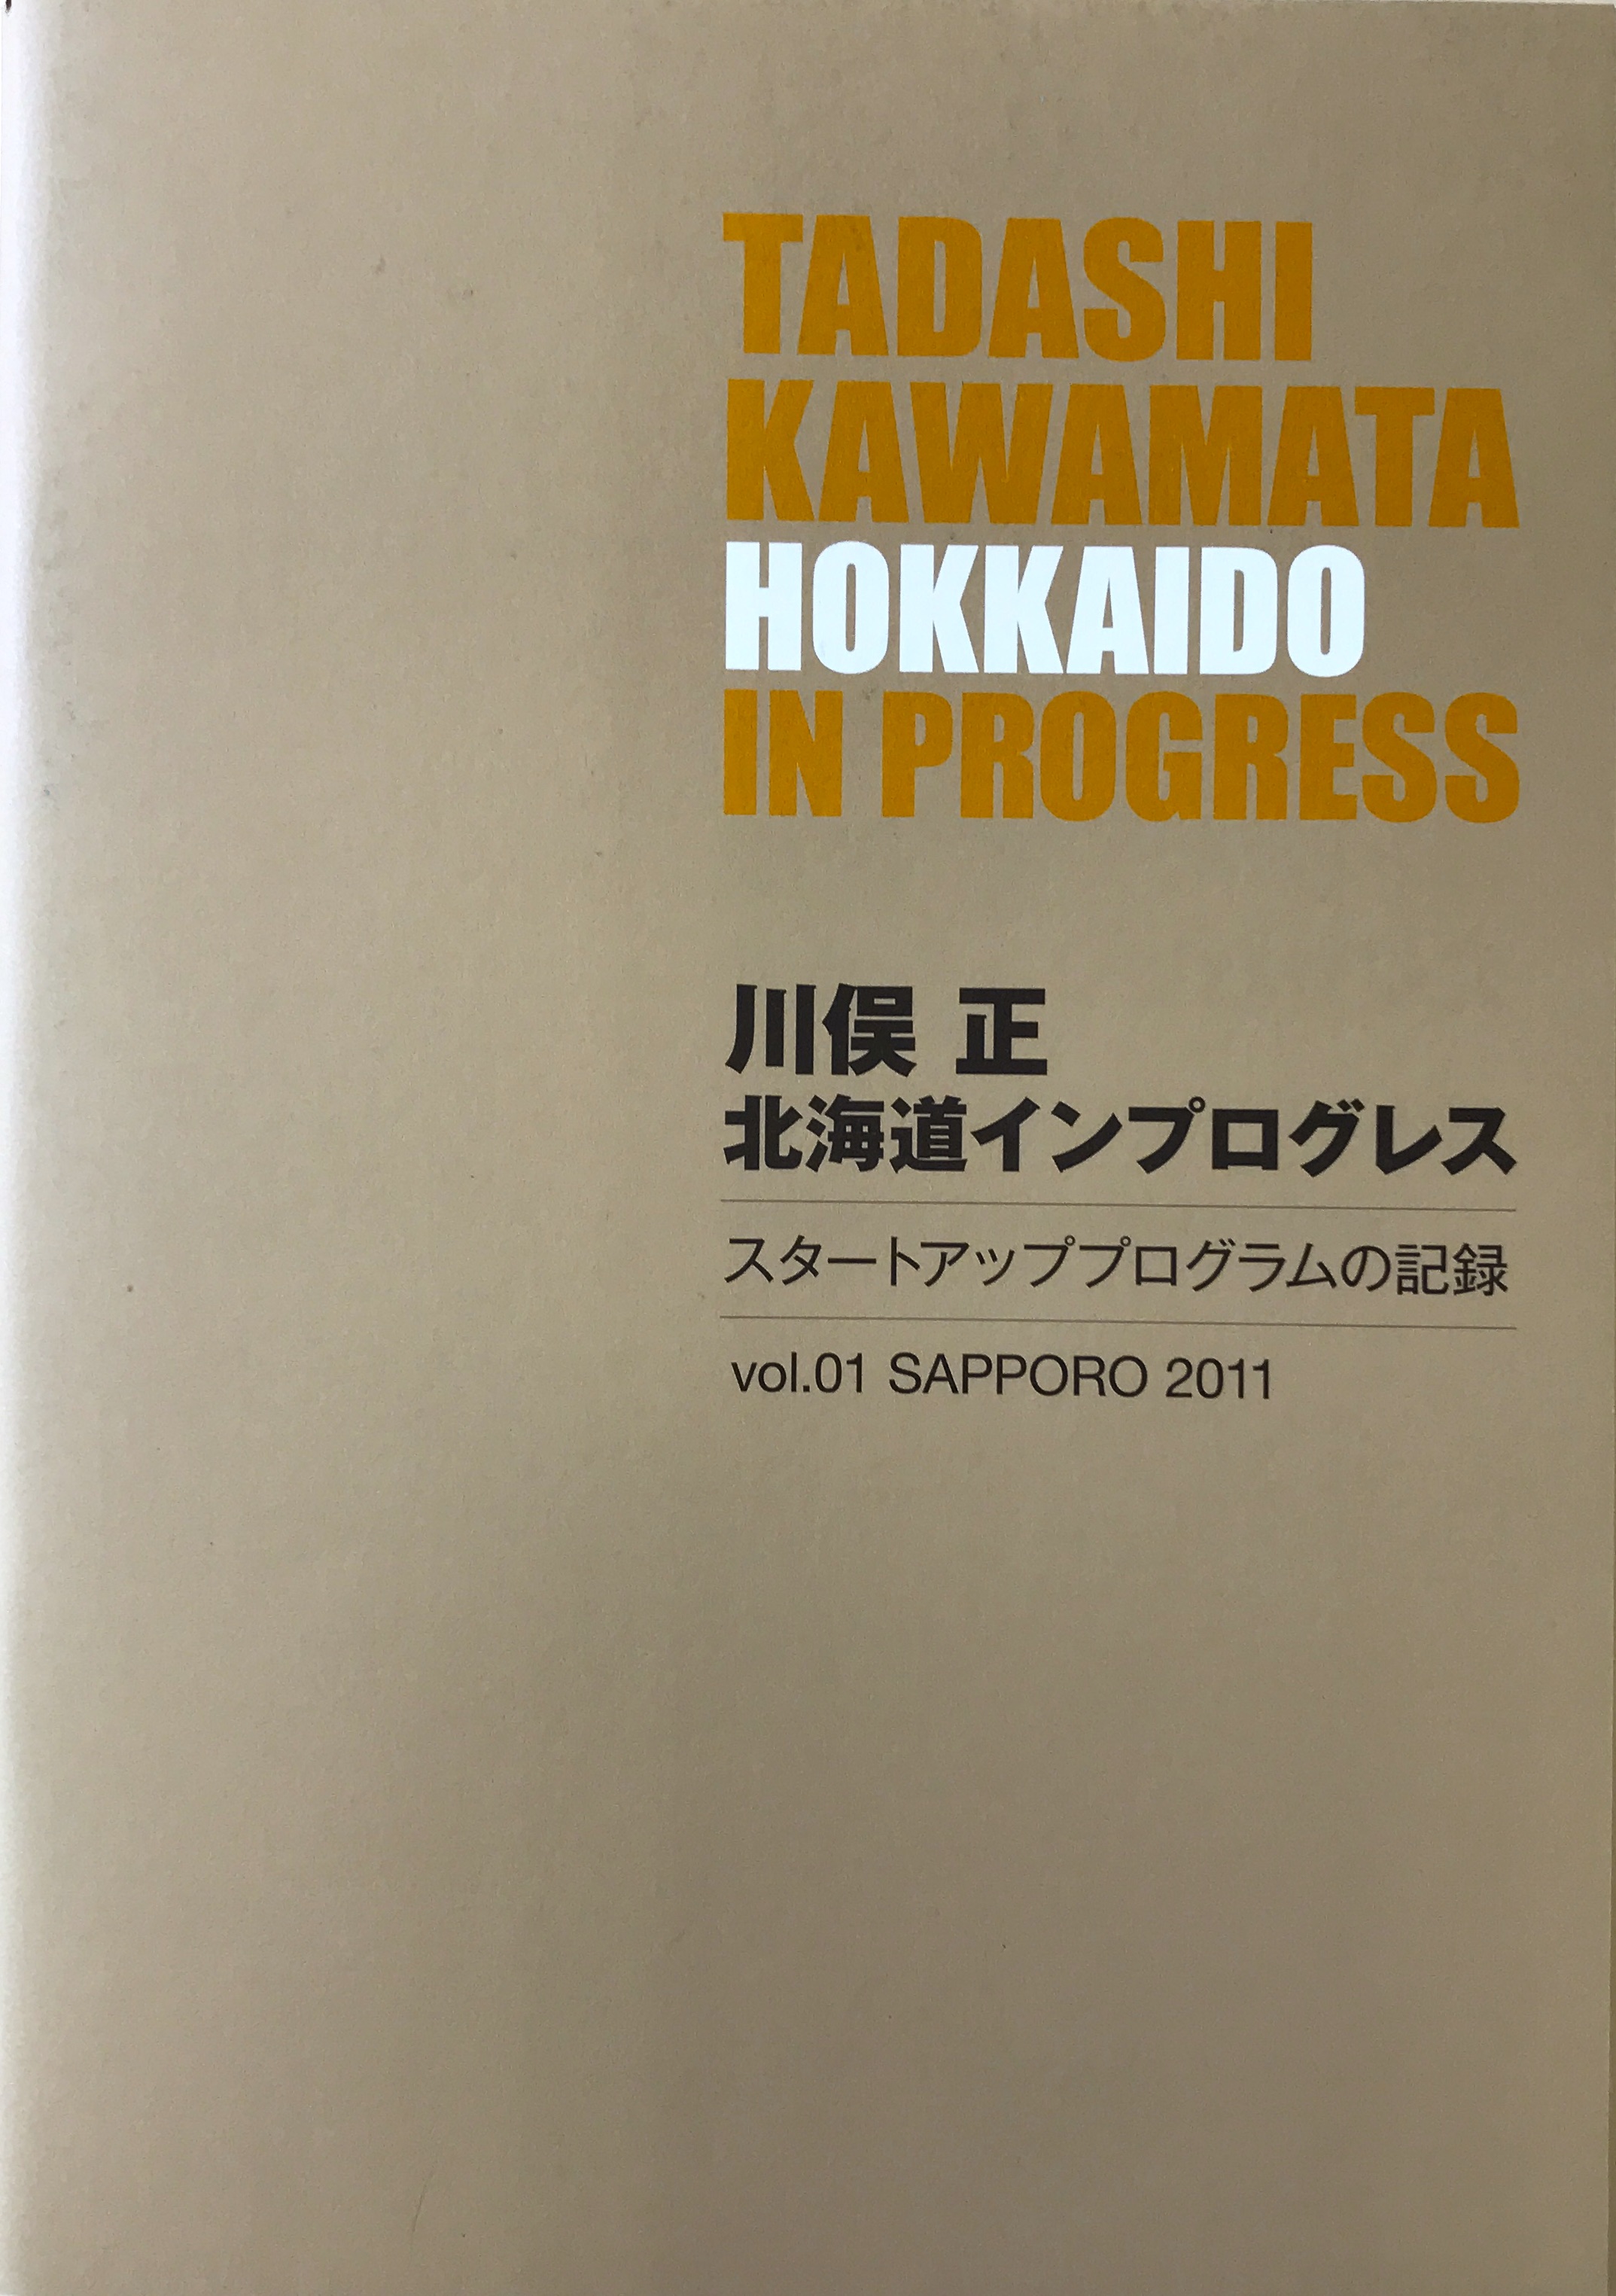 TADASHI
KAWAMATA
HOKKAIDO
IN PROGRESS
川俣 正
北海道インプログレス
スタートアッププログラムの記録
vol.01 SAPPORO 2011